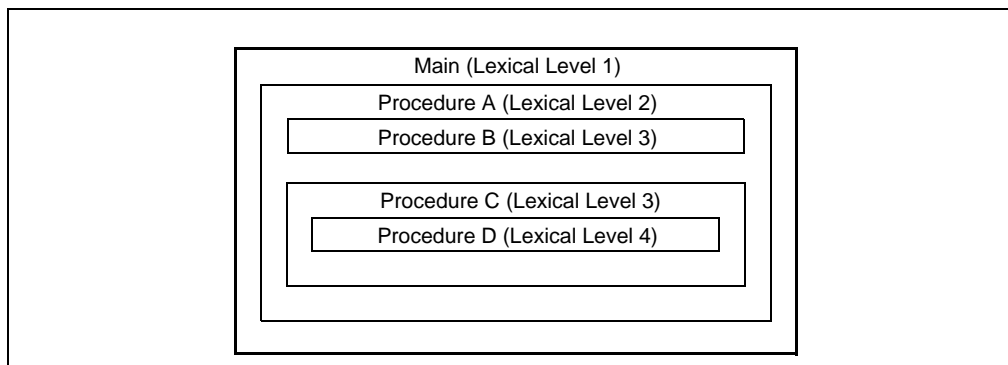 Main (Lexical Level 1)
Procedure A (Lexical Level 2)
Procedure B (Lexical Level 3)
Procedure C (Lexical Level 3)
Procedure D (Lexical Level 4)